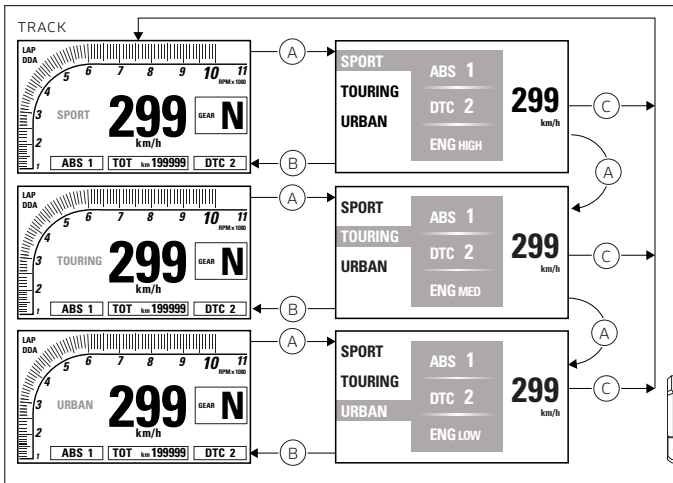 TRACK
LAP
DDA
1 2 3 4 5 6 7 8 9 10 11
RPM x 1000
SPORT
299
km/h
GEAR N
ABS 1
TOT km 199999
DTC 2
A
B
SPORT
TOURING
URBAN
ABS 1
DTC 2
ENG HIGH
299
km/h
C
A
LAP
DDA
1 2 3 4 5 6 7 8 9 10 11
RPM x 1000
TOURING
299
km/h
GEAR N
ABS 1
TOT km 199999
DTC 2
A
B
SPORT
TOURING
URBAN
ABS 1
DTC 2
ENG MED
299
km/h
C
A
LAP
DDA
1 2 3 4 5 6 7 8 9 10 11
RPM x 1000
URBAN
299
km/h
GEAR N
ABS 1
TOT km 199999
DTC 2
A
B
SPORT
TOURING
URBAN
ABS 1
DTC 2
ENG LOW
299
km/h
C